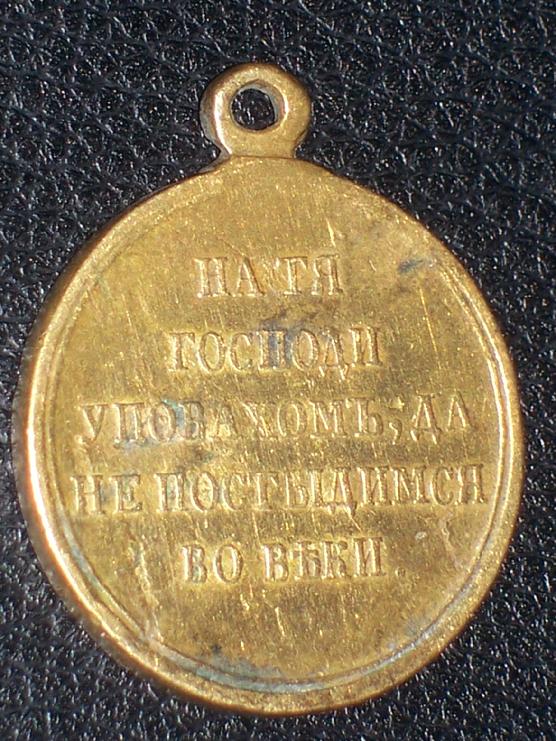 НА ТЯ
ГОСПОДИ
УПОВАХОМЪ, ДА
НЕ ПОСТЫДИМСЯ
ВО ВѢКИ